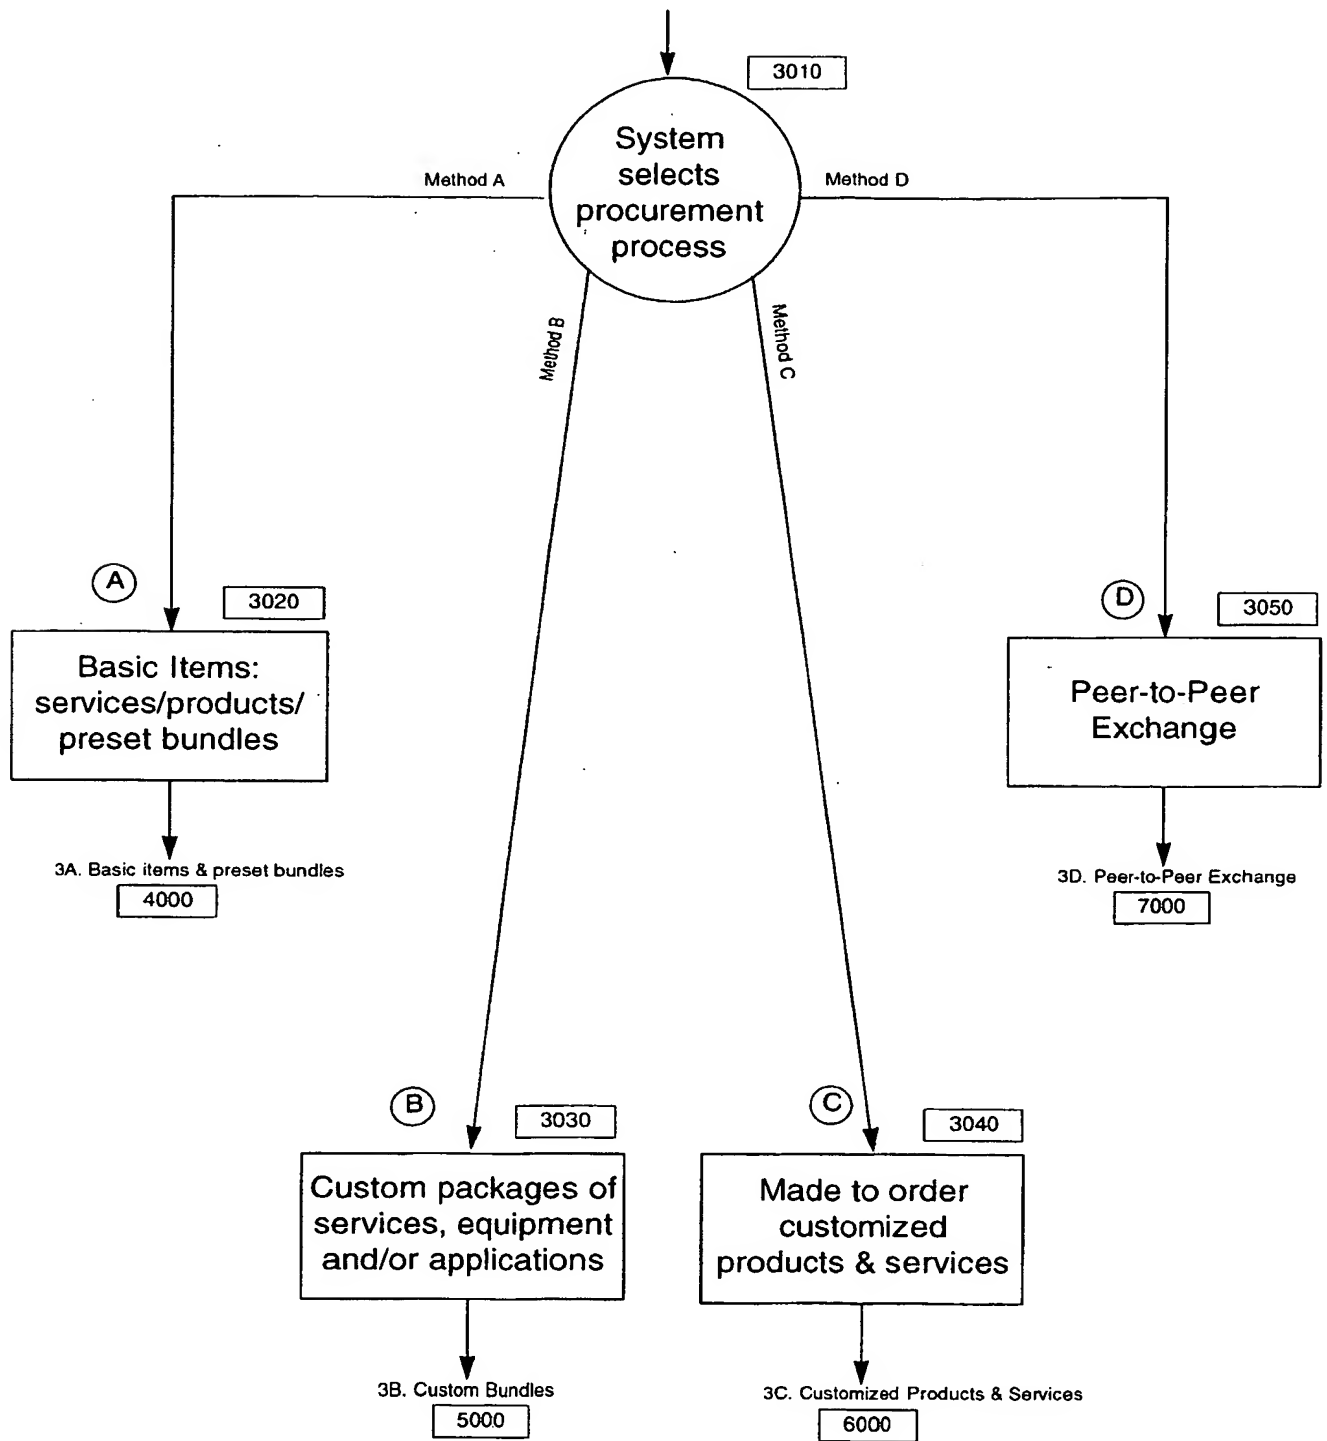 3010
System
selects
procurement
process
Method A
Method D
Method B
Method C
A
3020
Basic Items:
services/products/
preset bundles
3A. Basic items & preset bundles
4000
D
3050
Peer-to-Peer
Exchange
3D. Peer-to-Peer Exchange
7000
B
3030
Custom packages of
services, equipment
and/or applications
3B. Custom Bundles
5000
C
3040
Made to order
customized
products & services
3C. Customized Products & Services
6000